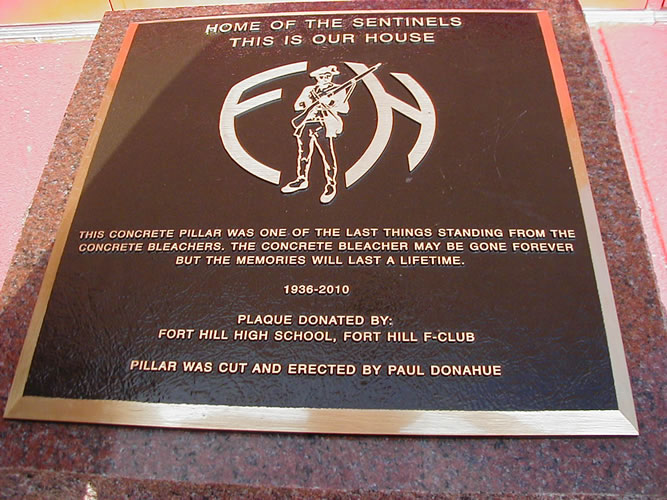 HOME OF THE SENTINELS
THIS IS OUR HOUSE
F H
THIS CONCRETE PILLAR WAS ONE OF THE LAST THINGS STANDING FROM THE
CONCRETE BLEACHERS. THE CONCRETE BLEACHER MAY BE GONE FOREVER
BUT THE MEMORIES WILL LAST A LIFETIME.
1936-2010
PLAQUE DONATED BY:
FORT HILL HIGH SCHOOL, FORT HILL F-CLUB
PILLAR WAS CUT AND ERECTED BY PAUL DONAHUE